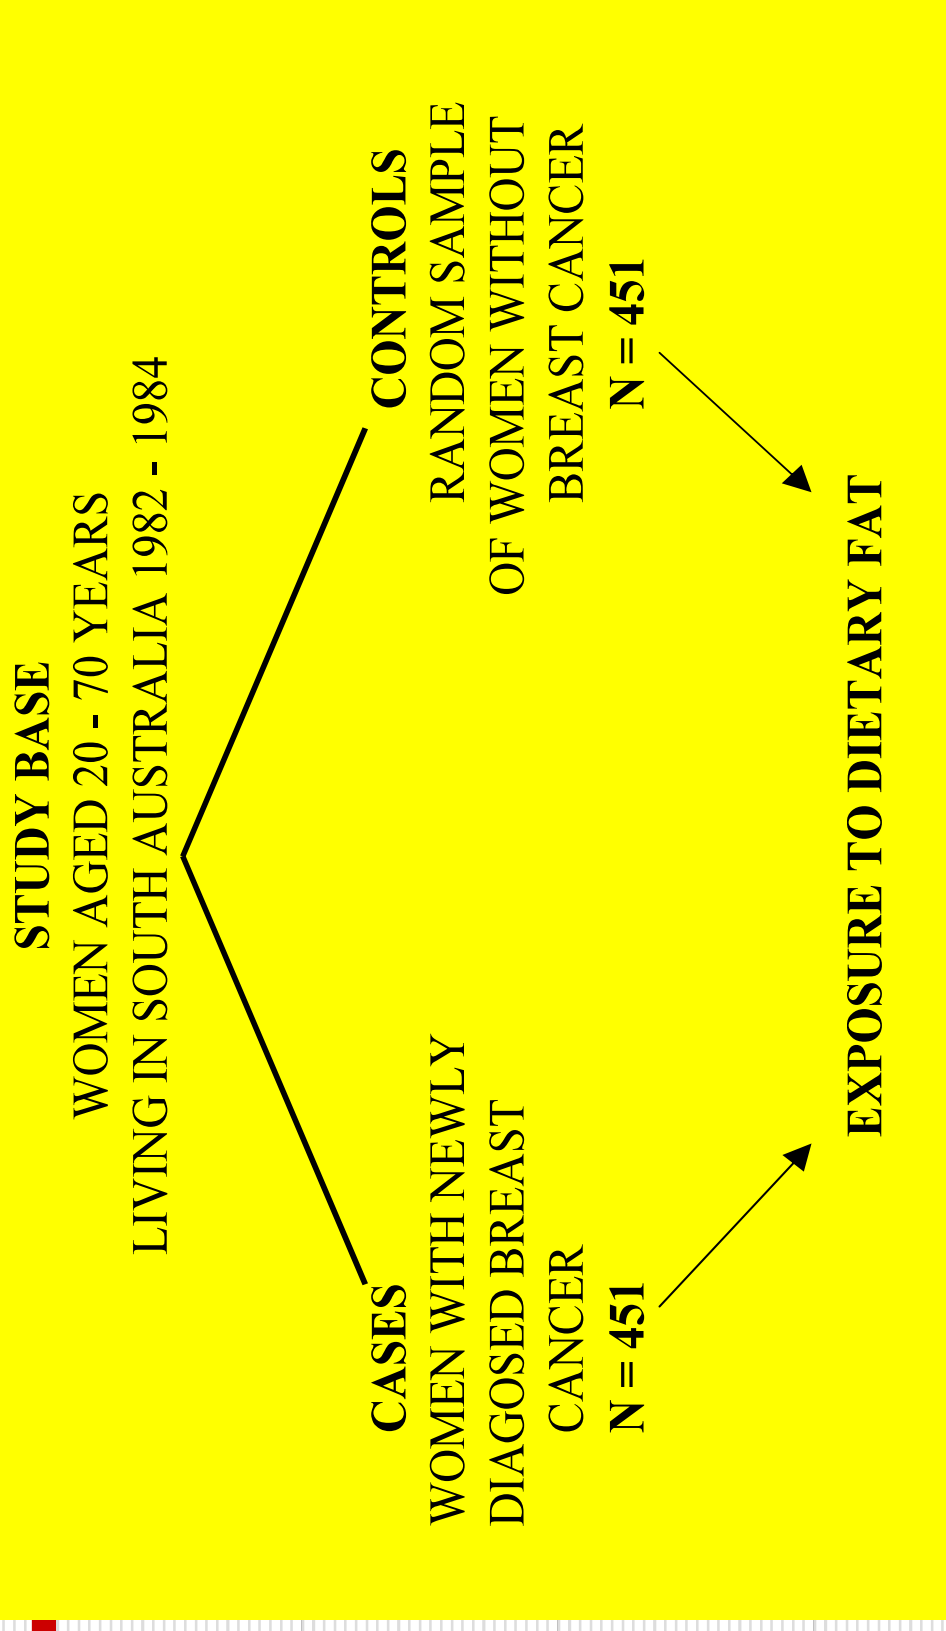 STUDY BASE
WOMEN AGED 20 - 70 YEARS
LIVING IN SOUTH AUSTRALIA 1982 - 1984
CASES
WOMEN WITH NEWLY
DIAGOSED BREAST
CANCER
N = 451
CONTROLS
RANDOM SAMPLE
OF WOMEN WITHOUT
BREAST CANCER
N = 451
EXPOSURE TO DIETARY FAT